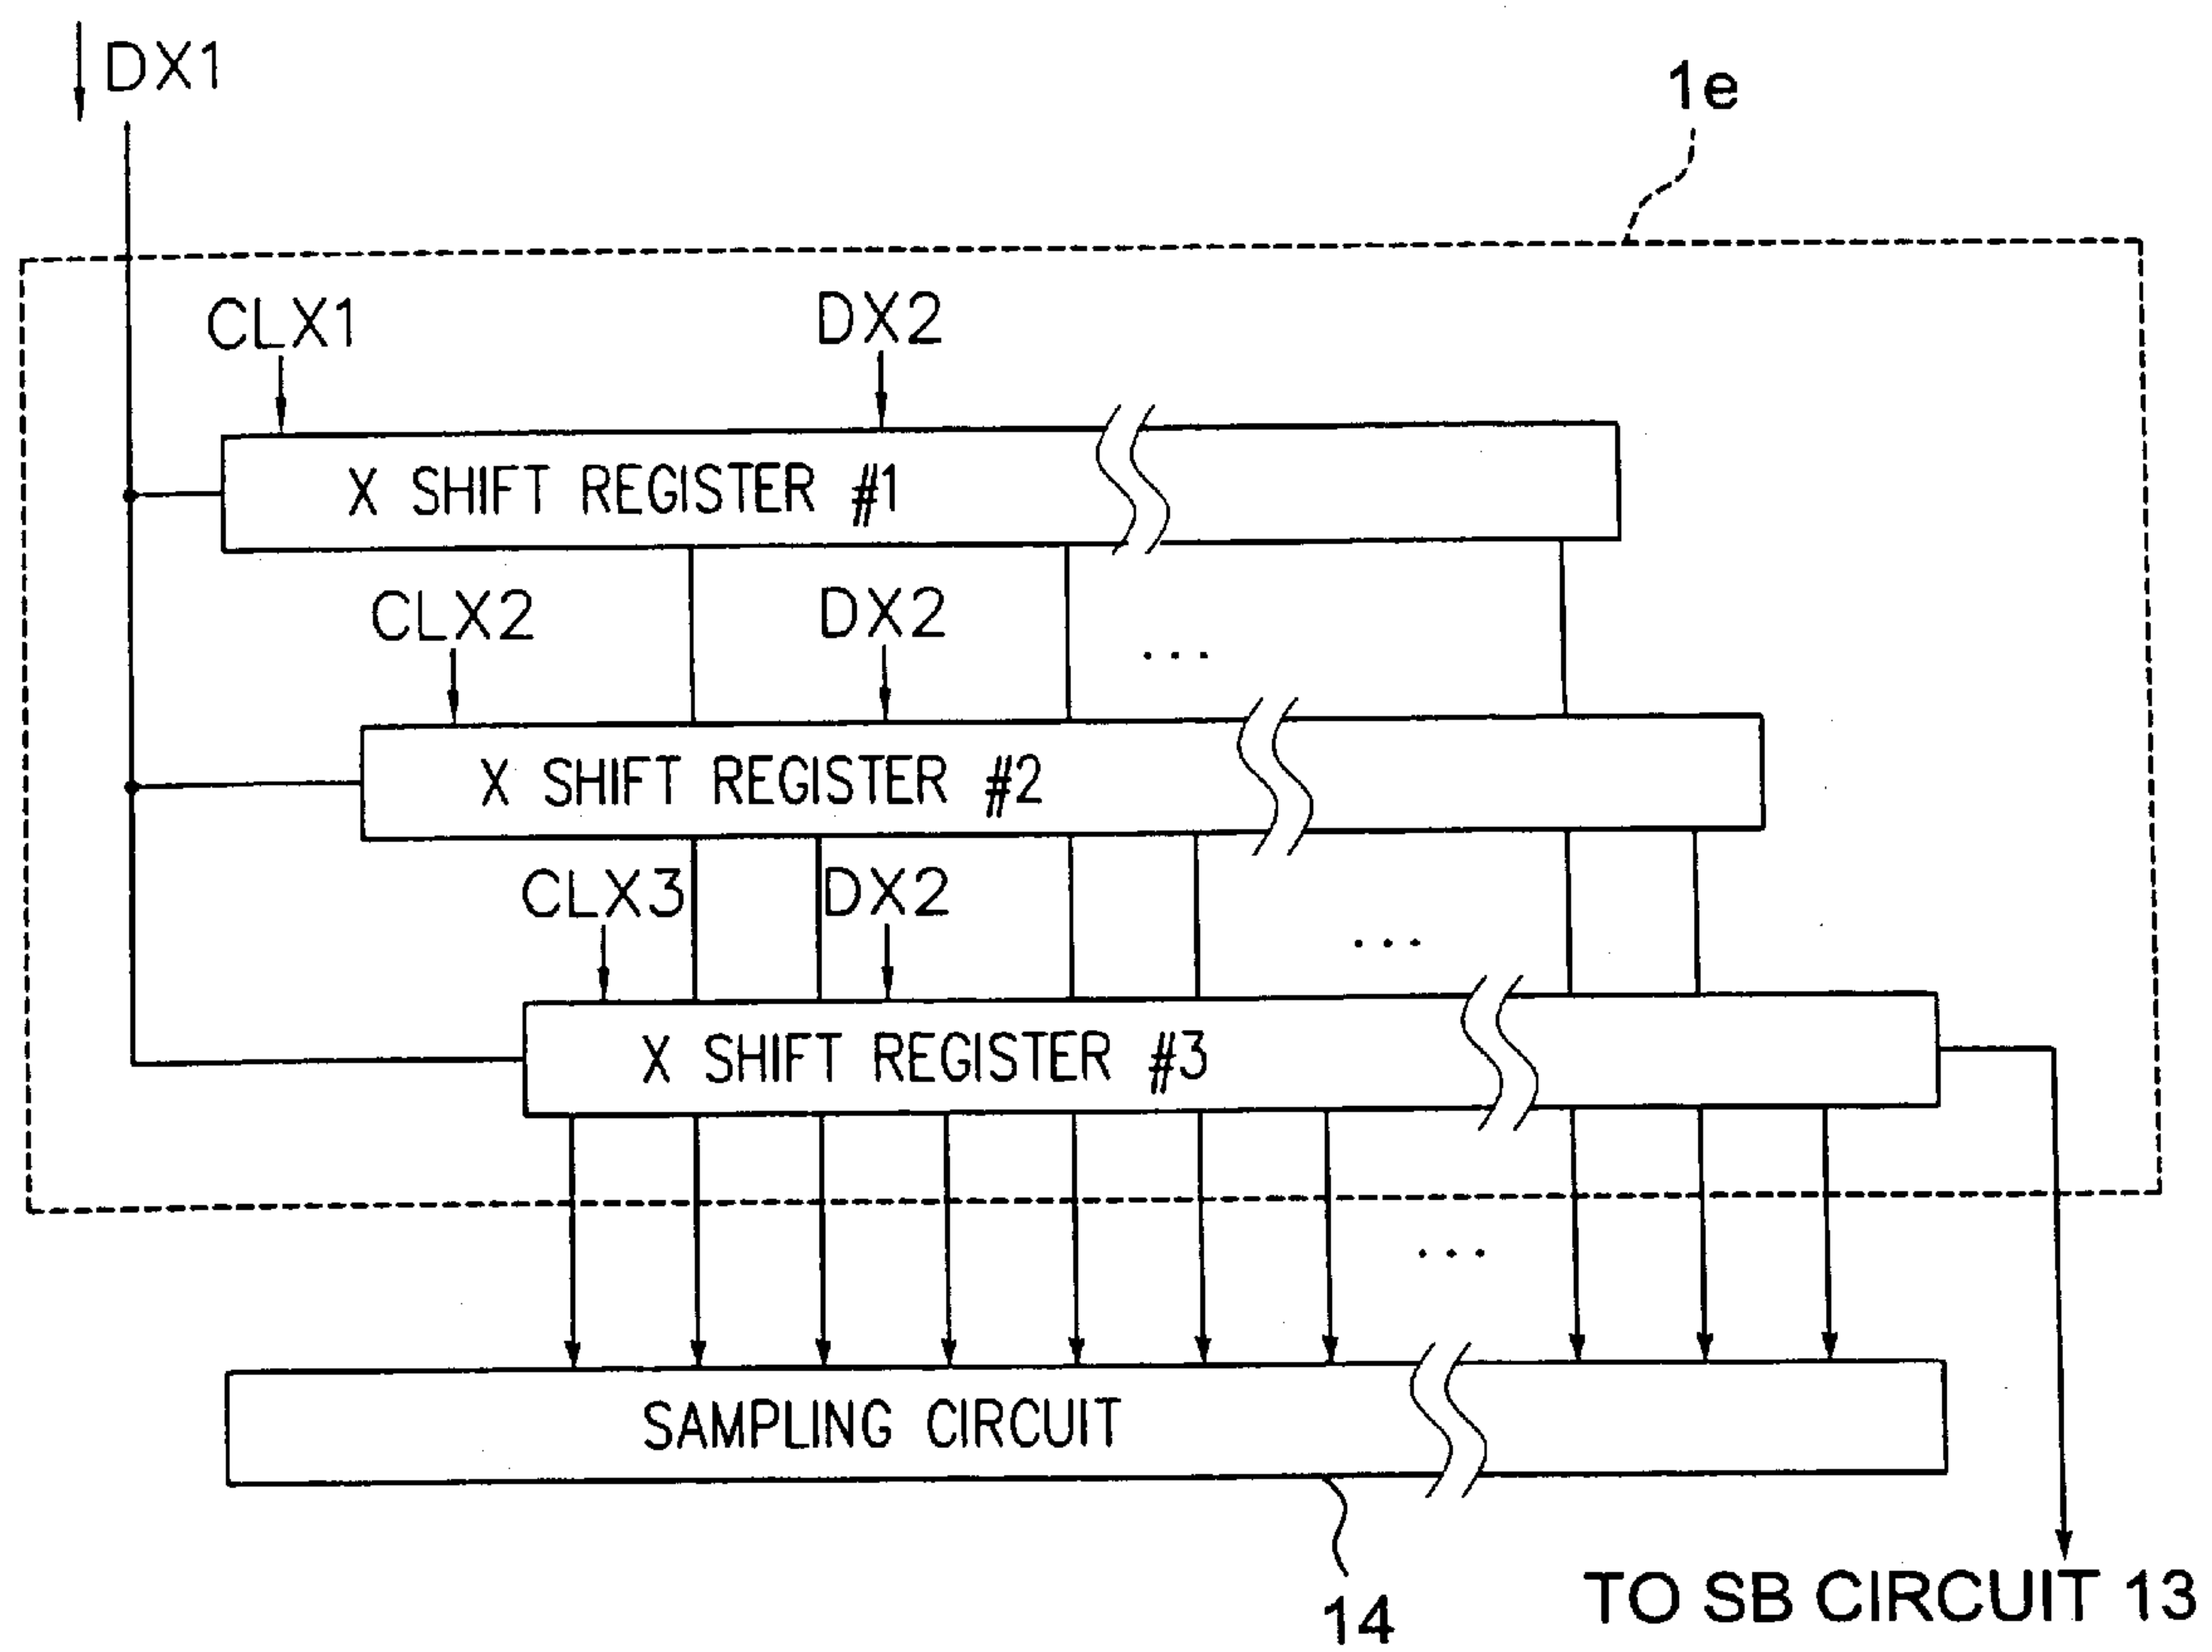 DX1
1e
CLX1
DX2
X SHIFT REGISTER #1
CLX2
DX2
...
X SHIFT REGISTER #2
CLX3
DX2
...
X SHIFT REGISTER #3
...
SAMPLING CIRCUIT
14
TO SB CIRCUIT 13